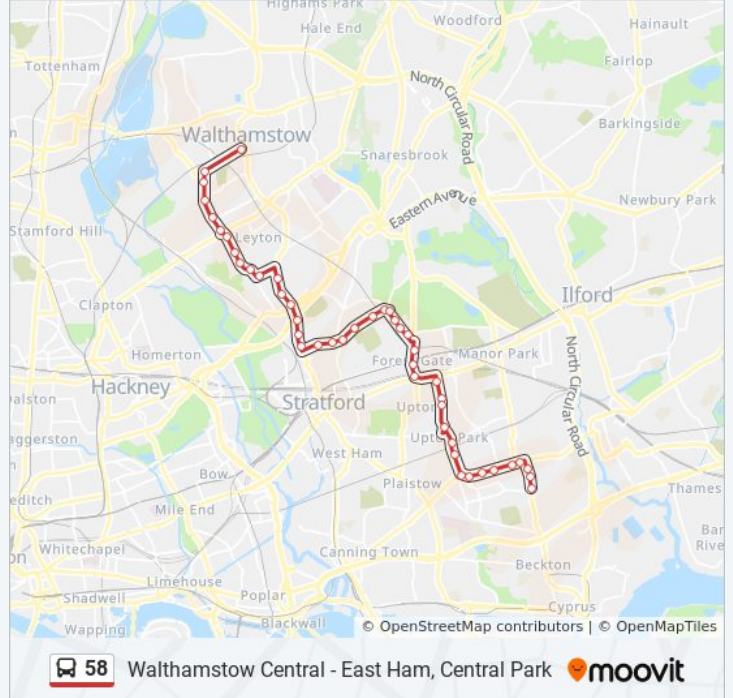 Highams Park
Hale End
Woodford
Hainault
Tottenham
Fairlop
North Circular Road
Walthamstow
Barkingside
Snaresbrook
Eastern Avenue
Newbury Park
Stamford Hill
Leyton
Ilford
Clapton
Homerton
Forest Gate
Manor Park
Hackney
North Circular Road
Dalston
Stratford
Upton
Haggerston
Upton Park
West Ham
Bow
Plaistow
Thames
Mile End
Whitechapel
Canning Town
Beckton
Limehouse
Poplar
Shadwell
Cyprus
Blackwall
Wapping
© OpenStreetMap contributors | © OpenMapTiles
58 Walthamstow Central - East Ham, Central Park moovit